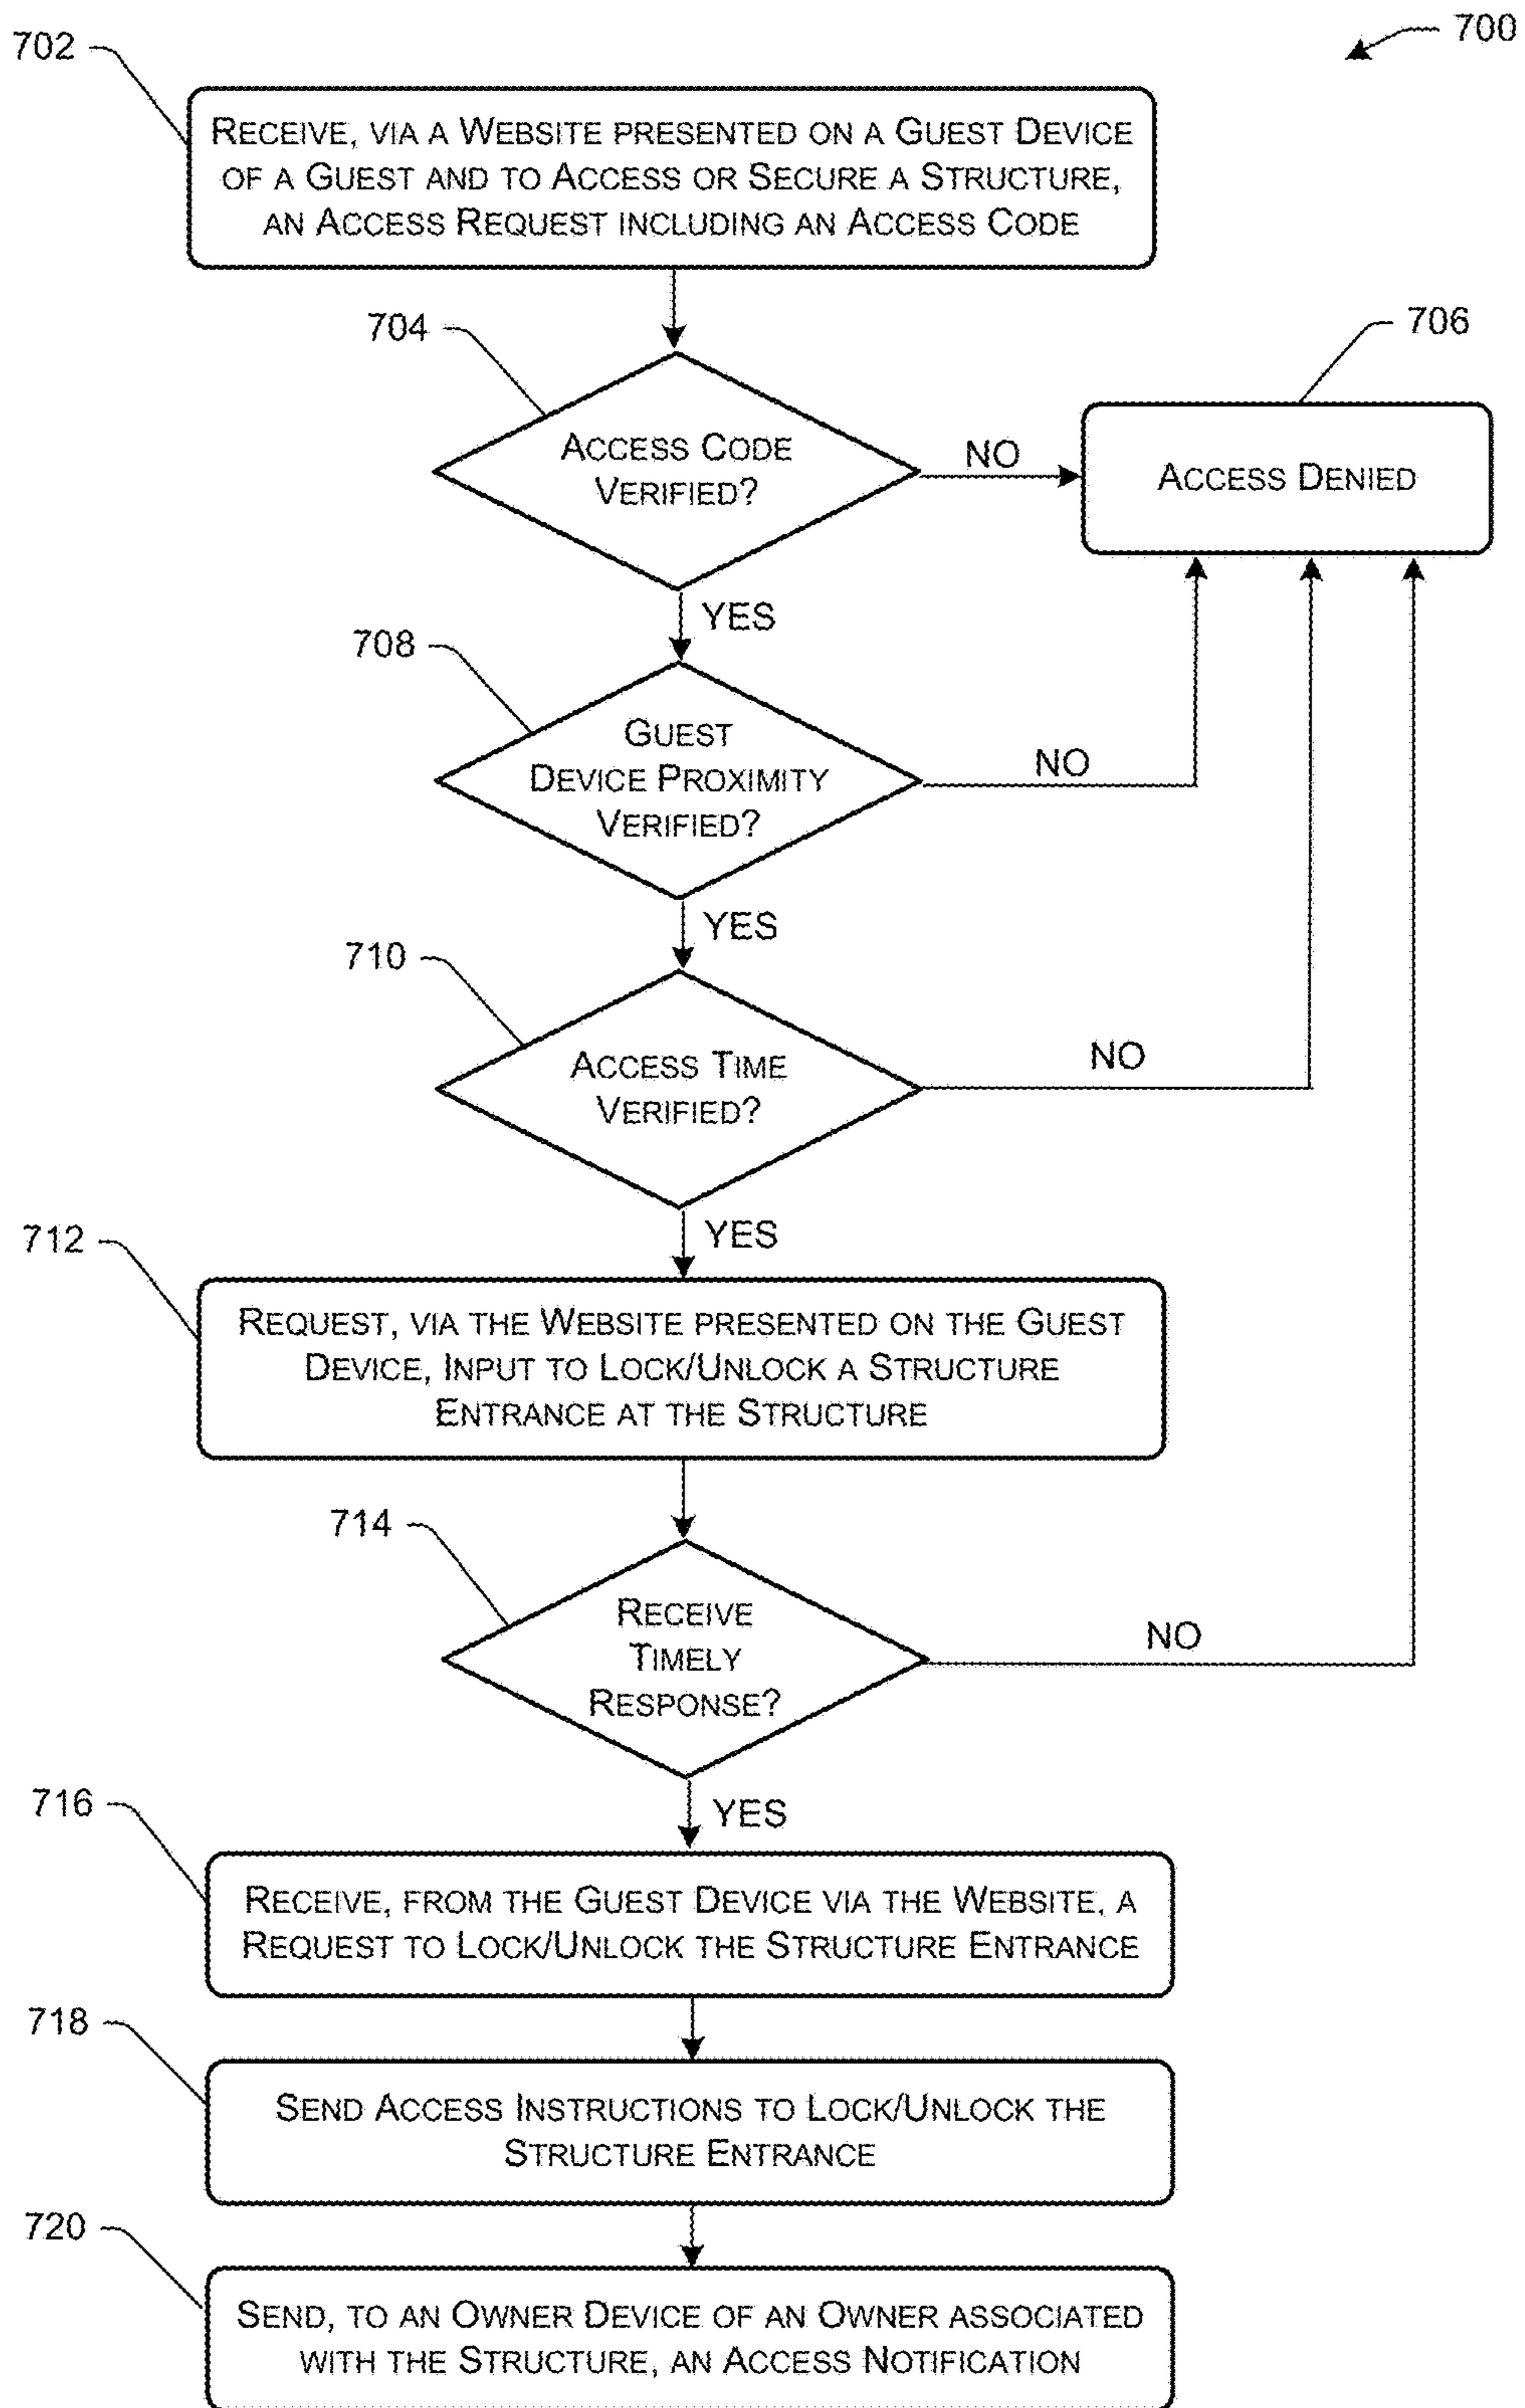 702
700
RECEIVE, VIA A WEBSITE PRESENTED ON A GUEST DEVICE
OF A GUEST AND TO ACCESS OR SECURE A STRUCTURE,
AN ACCESS REQUEST INCLUDING AN ACCESS CODE
704
706
ACCESS CODE
VERIFIED?
NO
ACCESS DENIED
YES
708
GUEST
DEVICE PROXIMITY
VERIFIED?
NO
YES
710
ACCESS TIME
VERIFIED?
NO
YES
712
REQUEST, VIA THE WEBSITE PRESENTED ON THE GUEST
DEVICE, INPUT TO LOCK/UNLOCK A STRUCTURE
ENTRANCE AT THE STRUCTURE
714
RECEIVE
TIMELY
RESPONSE?
NO
YES
716
RECEIVE, FROM THE GUEST DEVICE VIA THE WEBSITE, A
REQUEST TO LOCK/UNLOCK THE STRUCTURE ENTRANCE
718
SEND ACCESS INSTRUCTIONS TO LOCK/UNLOCK THE
STRUCTURE ENTRANCE
720
SEND, TO AN OWNER DEVICE OF AN OWNER ASSOCIATED
WITH THE STRUCTURE, AN ACCESS NOTIFICATION